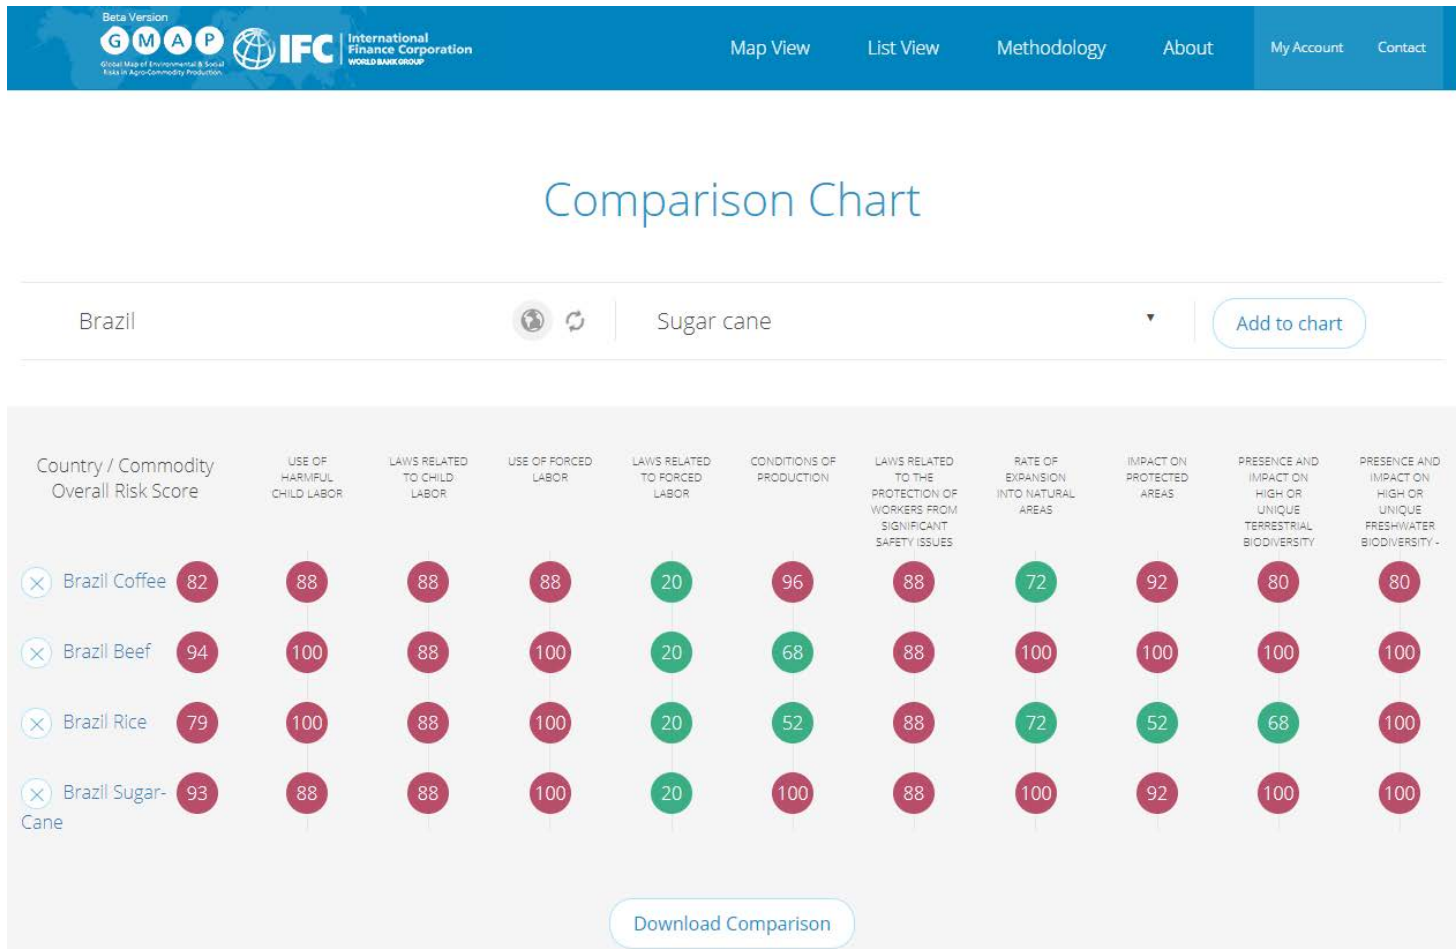 Beta Version
GMAP
Global Map of Environmental & Social
Risks in Agro-Commodity Production
IFC
International
Finance Corporation
WORLD BANK GROUP
Map View
List View
Methodology
About
My Account
Contact
Comparison Chart
Brazil
Sugar cane
Add to chart
Country / Commodity
Overall Risk Score
USE OF
HARMFUL
CHILD LABOR
LAWS RELATED
TO CHILD
LABOR
USE OF FORCED
LABOR
LAWS RELATED
TO FORCED
LABOR
CONDITIONS OF
PRODUCTION
LAWS RELATED
TO THE
PROTECTION OF
WORKERS FROM
SIGNIFICANT
SAFETY ISSUES
RATE OF
EXPANSION
INTO NATURAL
AREAS
IMPACT ON
PROTECTED
AREAS
PRESENCE AND
IMPACT ON
HIGH OR
UNIQUE
TERRESTRIAL
BIODIVERSITY
PRESENCE AND
IMPACT ON
HIGH OR
UNIQUE
FRESHWATER
BIODIVERSITY -
Brazil Coffee 82 88 88 88 20 96 88 72 92 80 80
Brazil Beef 94 100 88 100 20 68 88 100 100 100 100
Brazil Rice 79 100 88 100 20 52 88 72 52 68 100
Brazil Sugar- 93 88 88 100 20 100 88 100 92 100 100
Cane
Download Comparison